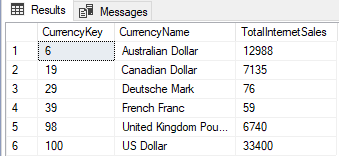 Results Messages
CurrencyKey CurrencyName TotalInternetSales
1 6 Australian Dollar 12988
2 19 Canadian Dollar 7135
3 29 Deutsche Mark 76
4 39 French Franc 59
5 98 United Kingdom Pou... 6740
6 100 US Dollar 33400